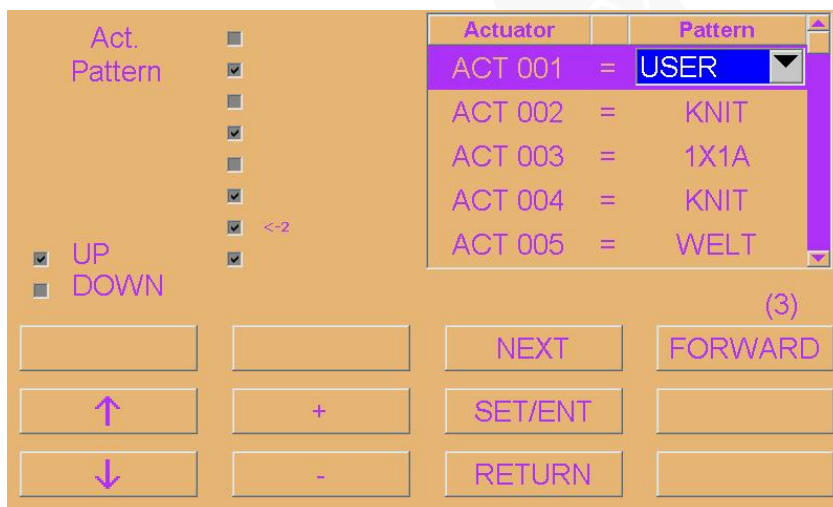 Act.
Pattern
<-2
UP
DOWN
Actuator Pattern
ACT 001 = USER
ACT 002 = KNIT
ACT 003 = 1X1A
ACT 004 = KNIT
ACT 005 = WELT
(3)
NEXT FORWARD
↑ + SET/ENT
↓ - RETURN